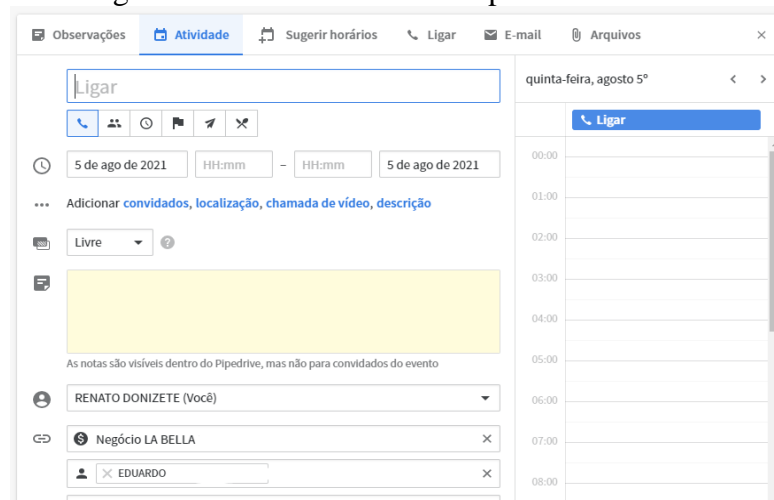 Observações Atividade Sugerir horários Ligar E-mail Arquivos
Ligar
5 de ago de 2021 HH:mm – HH:mm 5 de ago de 2021
Adicionar convidados, localização, chamada de vídeo, descrição
Livre
As notas são visíveis dentro do Pipedrive, mas não para convidados do evento
RENATO DONIZETE (Você)
Negócio LA BELLA
EDUARDO
quinta-feira, agosto 5º
Ligar
00:00
01:00
02:00
03:00
04:00
05:00
06:00
07:00
08:00